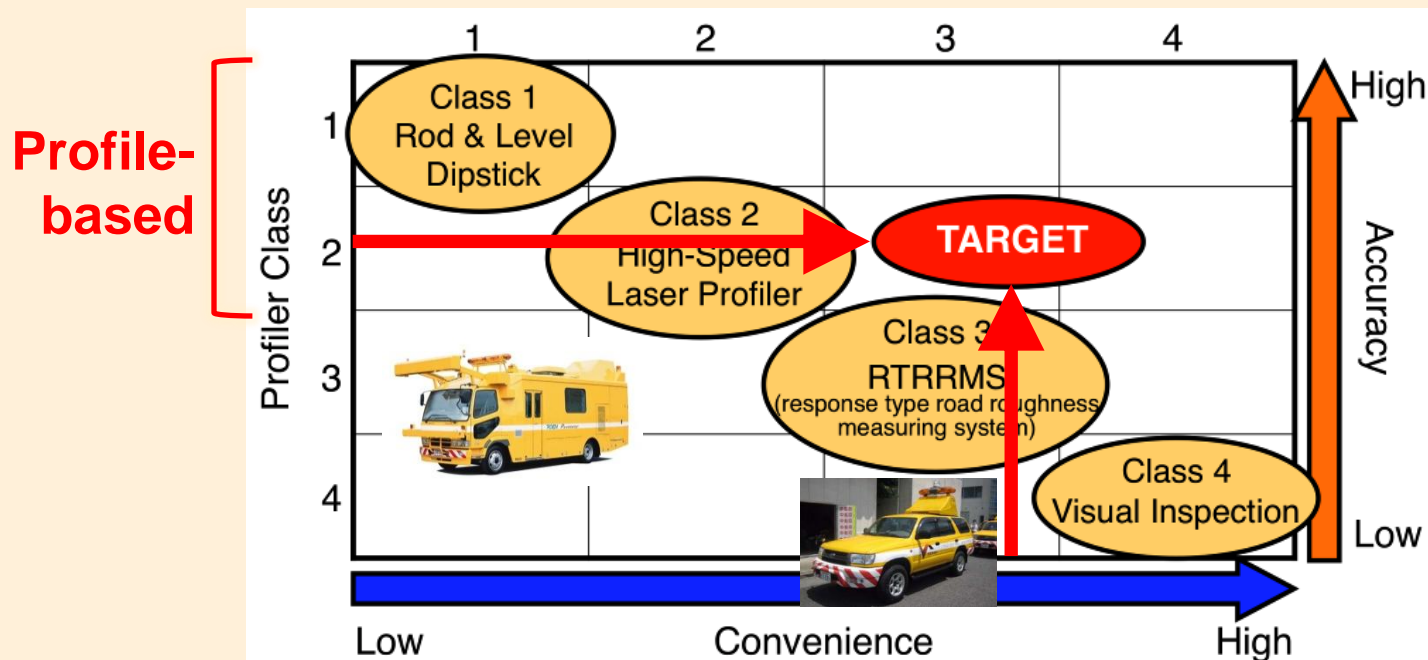 1
2
3
4
Profile-
based
Profiler Class
1
2
3
4
Class 1
Rod & Level
Dipstick
Class 2
High-Speed
Laser Profiler
TARGET
Class 3
RTRRMS
(response type road roughness
measuring system)
Class 4
Visual Inspection
High
Accuracy
Low
Low
Convenience
High